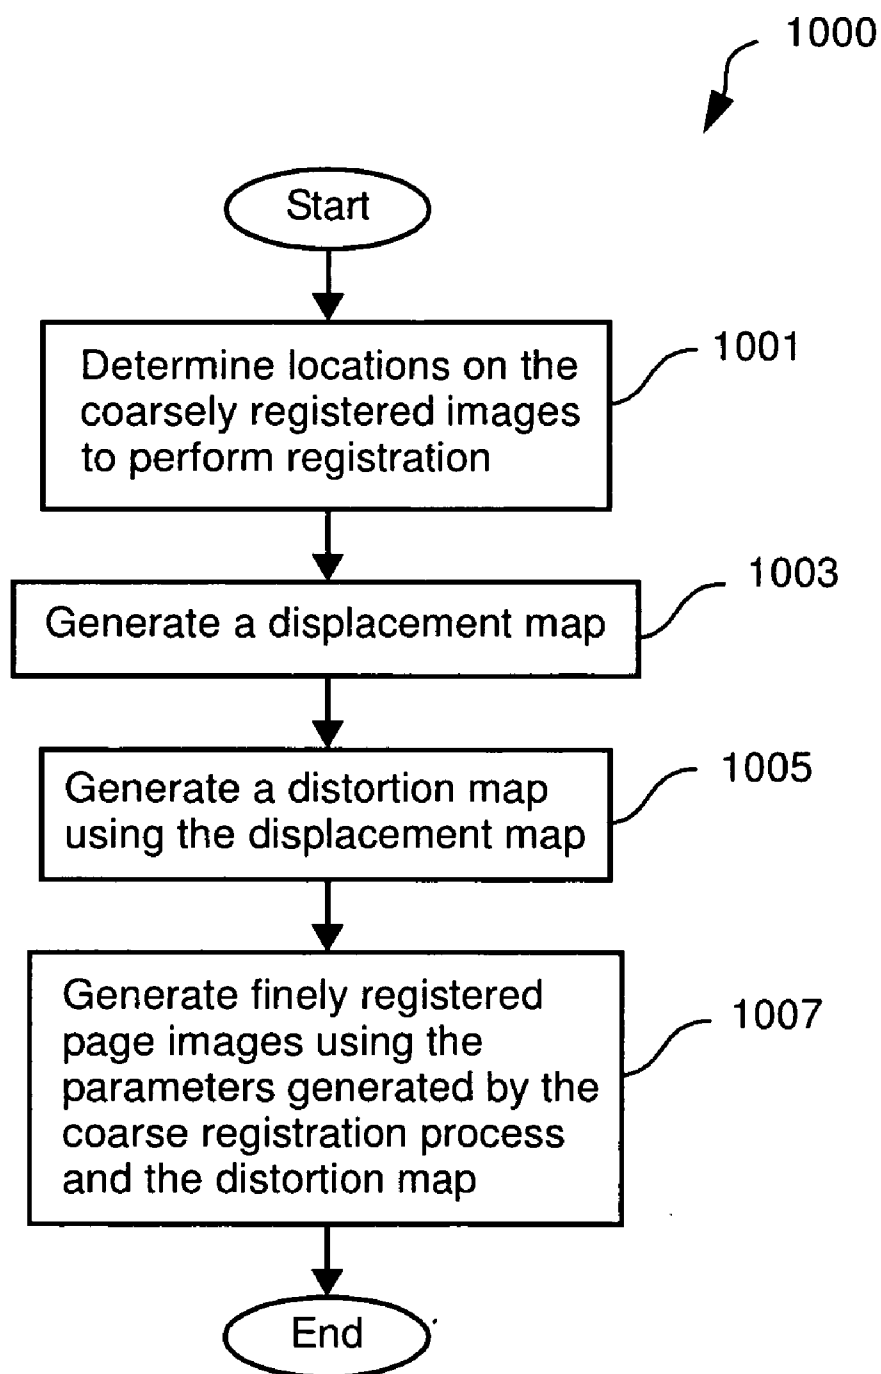 1000
Start
Determine locations on the
coarsely registered images
to perform registration
1001
Generate a displacement map
1003
Generate a distortion map
using the displacement map
1005
Generate finely registered
page images using the
parameters generated by the
coarse registration process
and the distortion map
1007
End